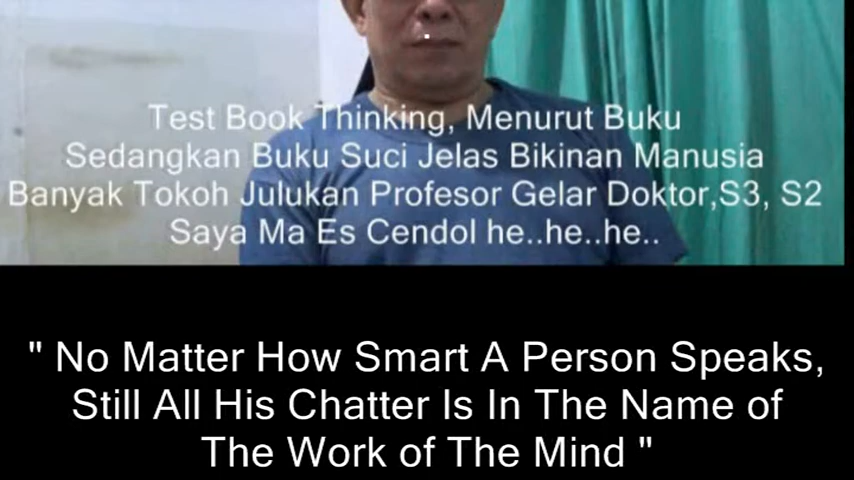 Test Book Thinking, Menurut Buku
Sedangkan Buku Suci Jelas Bikinan Manusia
Banyak Tokoh Julukan Profesor Gelar Doktor,S3, S2
Saya Ma Es Cendol he..he..he..
" No Matter How Smart A Person Speaks,
Still All His Chatter Is In The Name of
The Work of The Mind "